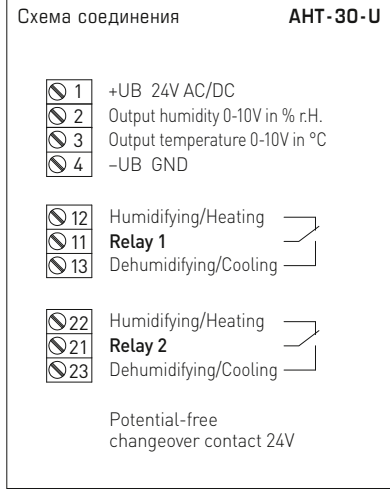 Схема соединения AHT-30-U
1 +UB 24V AC/DC
2 Output humidity 0-10V in % r.H.
3 Output temperature 0-10V in °C
4 –UB GND
12 Humidifying/Heating
11 Relay 1
13 Dehumidifying/Cooling
22 Humidifying/Heating
21 Relay 2
23 Dehumidifying/Cooling
Potential-free
changeover contact 24V